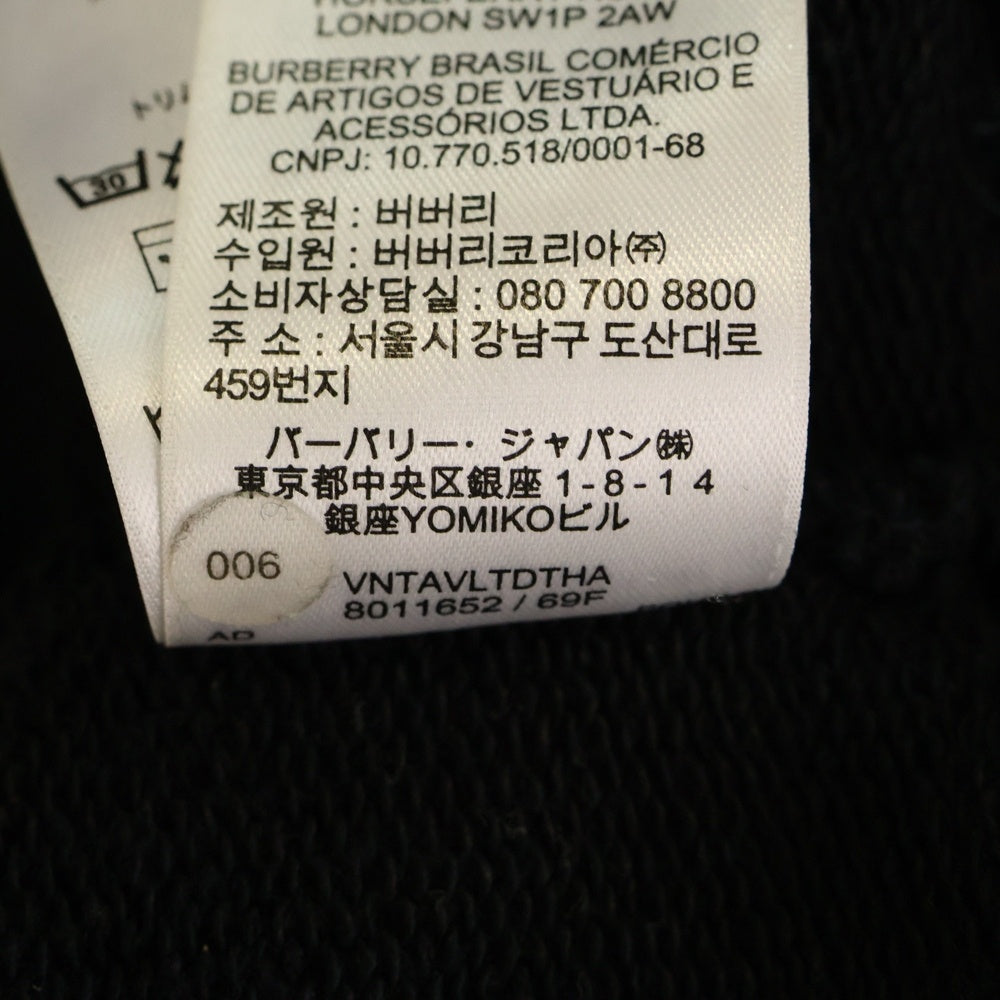 LONDON SW1P 2AW
BURBERRY BRASIL COMÉRCIO
DE ARTIGOS DE VESTUÁRIO E
ACESSÓRIOS LTDA.
CNPJ: 10.770.518/0001-68
제조원 : 버버리
수입원 : 버버리코리아㈜
소비자상담실 : 080 700 8800
주 소 : 서울시 강남구 도산대로
459번지
バーバリー・ジャパン㈱
東京都中央区銀座 1-8-14
銀座YOMIKOビル
006
VNTAVLTDTHA
8011652 / 69F
AD
トリ
30